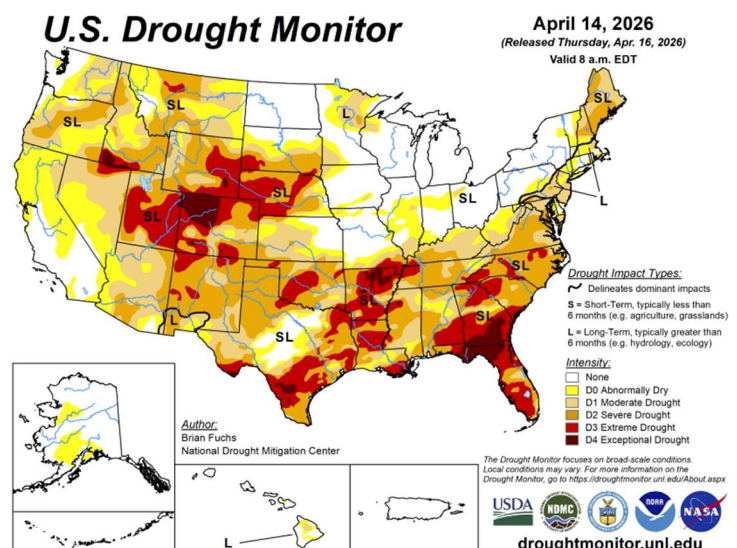 U.S. Drought Monitor
April 14, 2026
(Released Thursday, Apr. 16, 2026)
Valid 8 a.m. EDT
SL
SL
L
SL
SL
SL
SL
L
SL
SL
SL
L
SL
Drought Impact Types:
Delineates dominant impacts
S = Short-Term, typically less than
6 months (e.g. agriculture, grasslands)
L = Long-Term, typically greater than
6 months (e.g. hydrology, ecology)
Intensity:
None
D0 Abnormally Dry
D1 Moderate Drought
D2 Severe Drought
D3 Extreme Drought
D4 Exceptional Drought
Author:
Brian Fuchs
National Drought Mitigation Center
L
The Drought Monitor focuses on broad-scale conditions.
Local conditions may vary. For more information on the
Drought Monitor, go to https://droughtmonitor.unl.edu/About.aspx
USDA
NDMC
NOAA
NASA
droughtmonitor.unl.edu